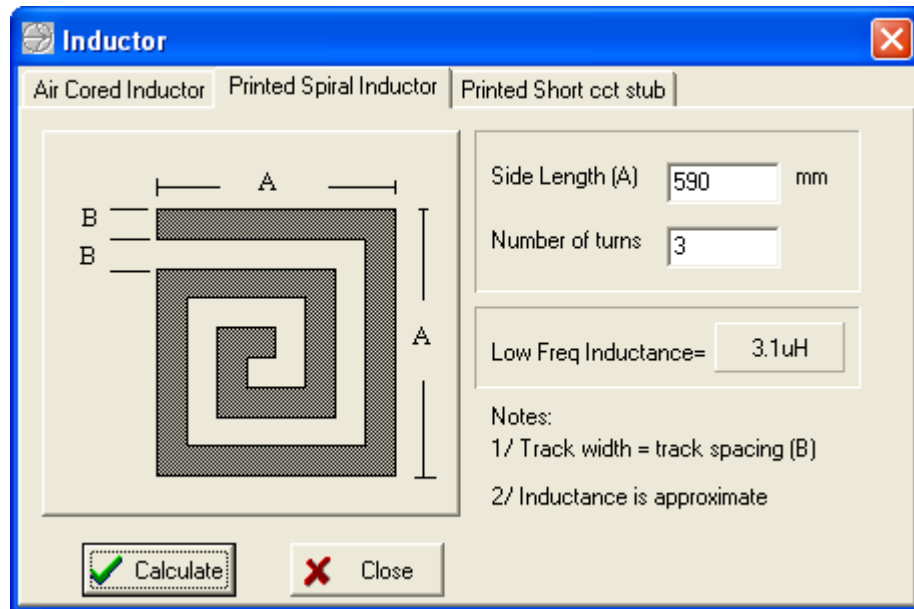 Inductor
Air Cored Inductor
Printed Spiral Inductor
Printed Short cct stub
A
B
B
A
Side Length (A) 590 mm
Number of turns 3
Low Freq Inductance= 3.1uH
Notes:
1/ Track width = track spacing (B)
2/ Inductance is approximate
Calculate
Close